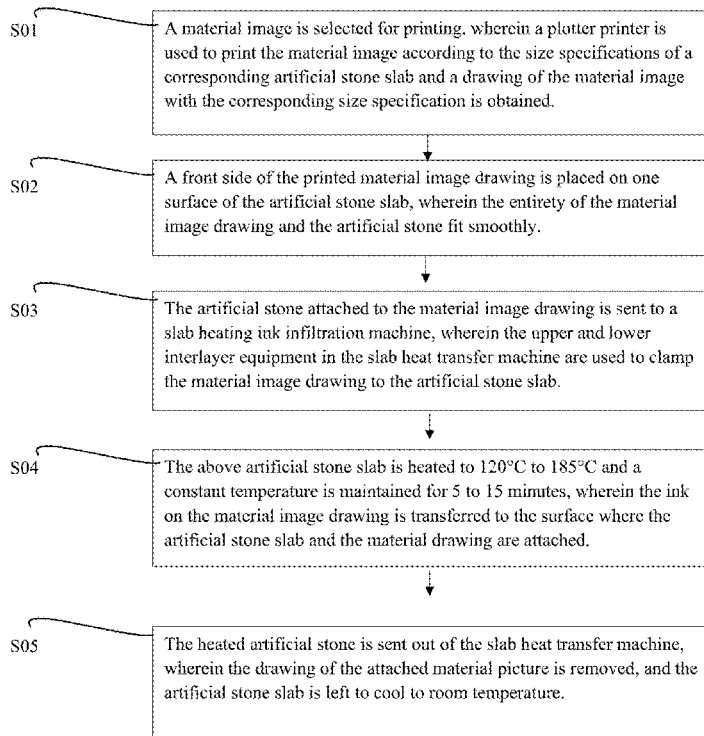 S01
A material image is selected for printing, wherein a plotter printer is
used to print the material image according to the size specifications of a
corresponding artificial stone slab and a drawing of the material image
with the corresponding size specification is obtained.
S02
A front side of the printed material image drawing is placed on one
surface of the artificial stone slab, wherein the entirety of the material
image drawing and the artificial stone fit smoothly.
S03
The artificial stone attached to the material image drawing is sent to a
slab heating ink infiltration machine, wherein the upper and lower
interlayer equipment in the slab heat transfer machine are used to clamp
the material image drawing to the artificial stone slab.
S04
The above artificial stone slab is heated to 120°C to 185°C and a
constant temperature is maintained for 5 to 15 minutes, wherein the ink
on the material image drawing is transferred to the surface where the
artificial stone slab and the material drawing are attached.
S05
The heated artificial stone is sent out of the slab heat transfer machine,
wherein the drawing of the attached material picture is removed, and the
artificial stone slab is left to cool to room temperature.